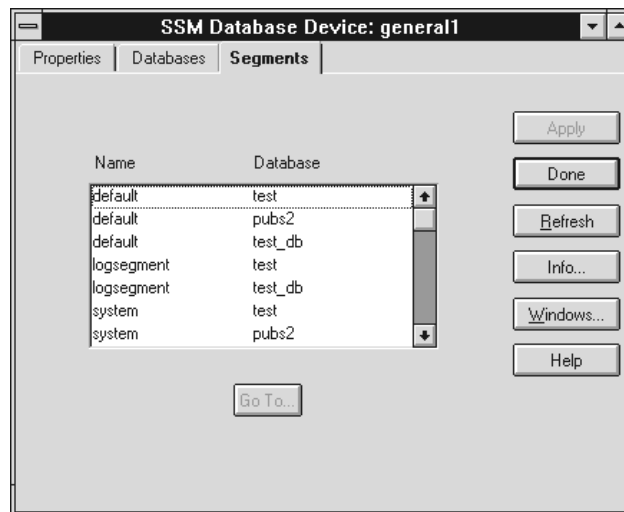 SSM Database Device: general1
Properties Databases Segments
Name Database
default test
default pubs2
default test_db
logsegment test
logsegment test_db
system test
system pubs2
Go To...
Apply
Done
Refresh
Info...
Windows...
Help